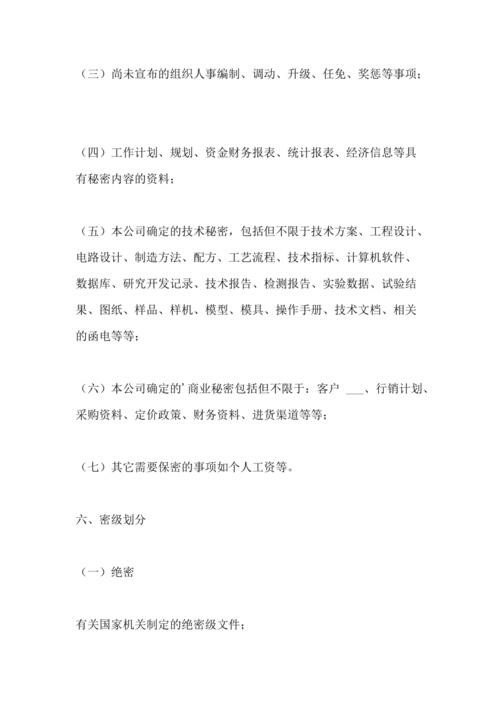 （三）尚未宣布的组织人事编制、调动、升级、任免、奖惩等事项；
（四）工作计划、规划、资金财务报表、统计报表、经济信息等具
有秘密内容的资料；
（五）本公司确定的技术秘密，包括但不限于技术方案、工程设计、
电路设计、制造方法、配方、工艺流程、技术指标、计算机软件、
数据库、研究开发记录、技术报告、检测报告、实验数据、试验结
果、图纸、样品、样机、模型、模具、操作手册、技术文档、相关
的函电等等；
（六）本公司确定的'商业秘密包括但不限于：客户 ___、行销计划、
采购资料、定价政策、财务资料、进货渠道等等；
（七）其它需要保密的事项如个人工资等。
六、密级划分
（一）绝密
有关国家机关制定的绝密级文件；